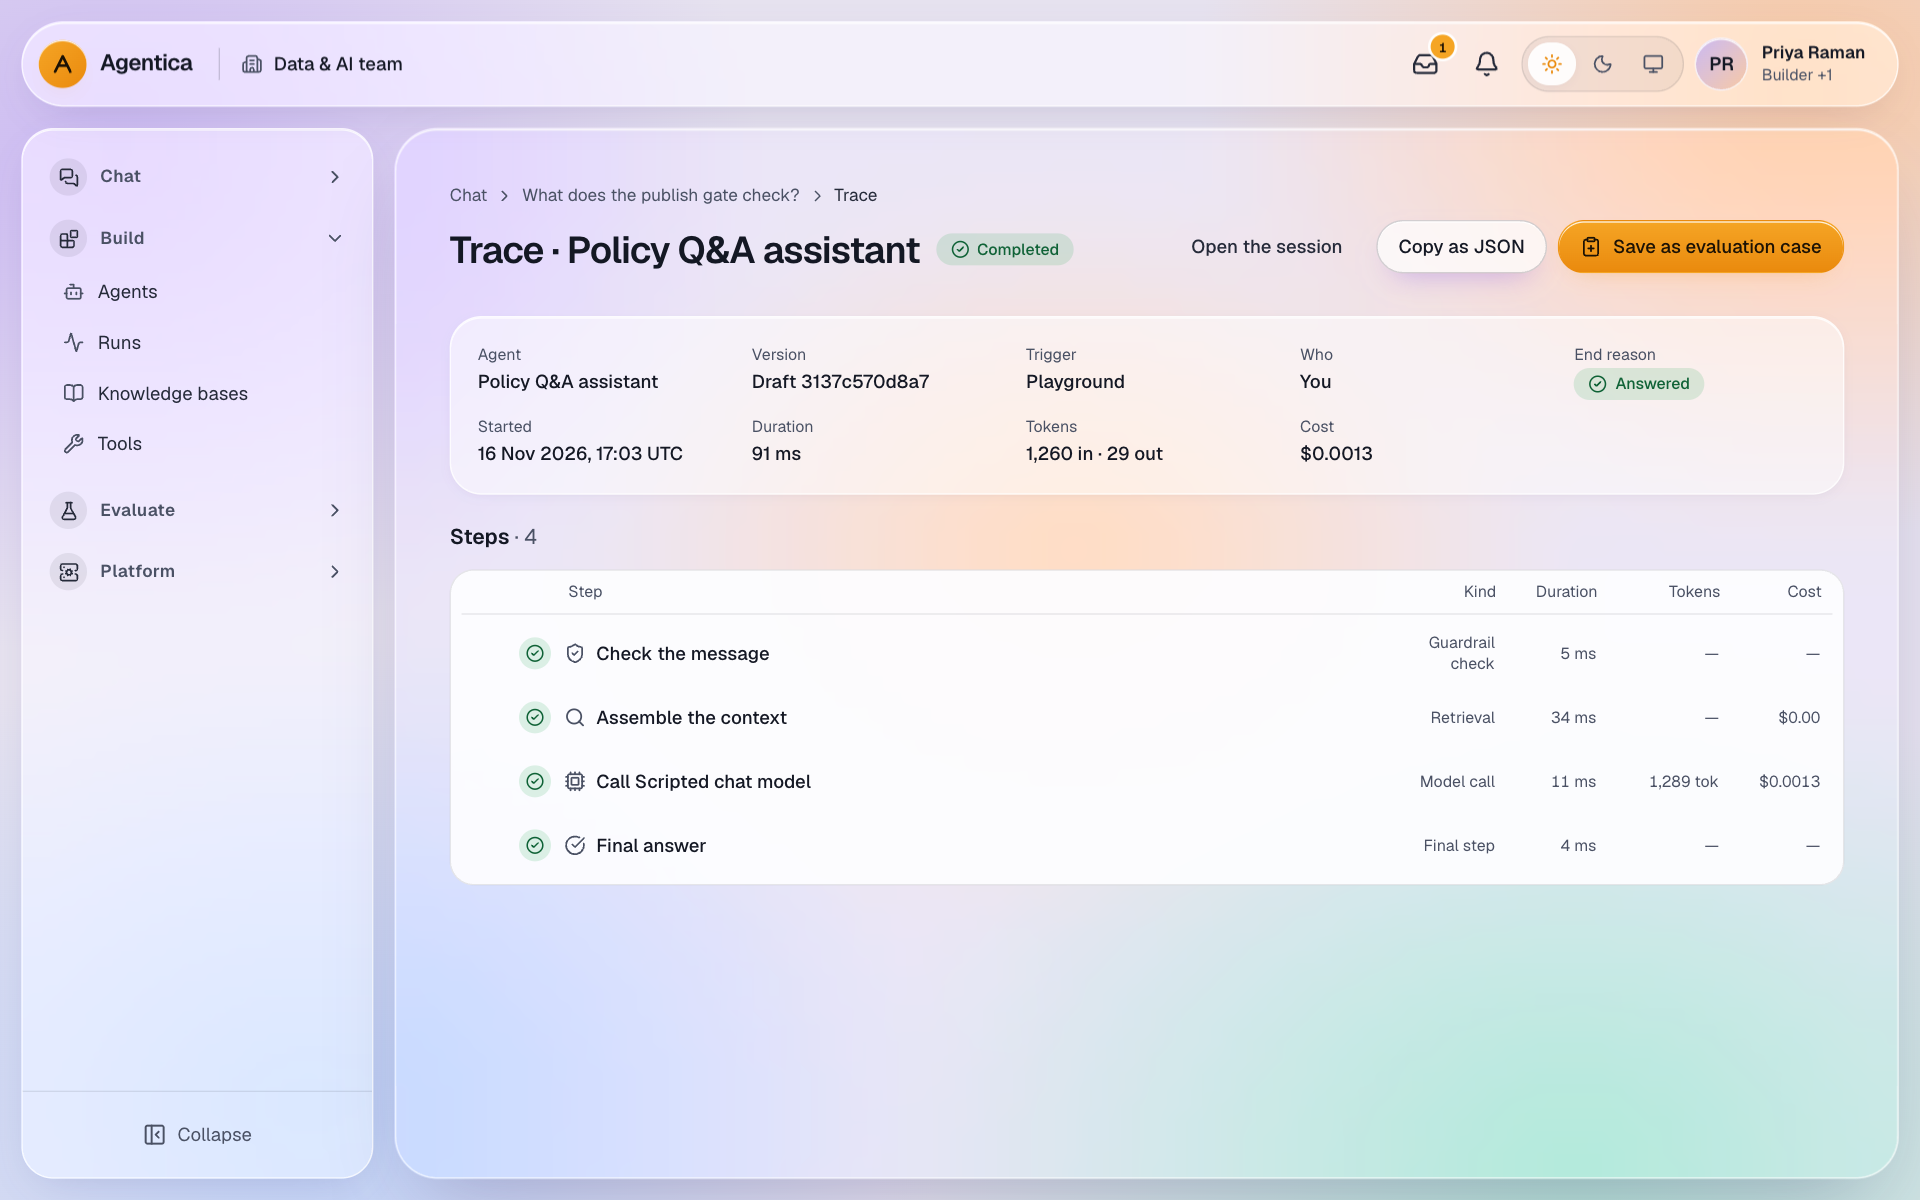 Agentica
Data & AI team
1
PR
Priya Raman
Builder +1
Chat
Build
Agents
Runs
Knowledge bases
Tools
Evaluate
Platform
Collapse
Chat > What does the publish gate check? > Trace
Trace · Policy Q&A assistant
Completed
Open the session
Copy as JSON
Save as evaluation case
Agent
Policy Q&A assistant
Version
Draft 3137c570d8a7
Trigger
Playground
Who
You
End reason
Answered
Started
16 Nov 2026, 17:03 UTC
Duration
91 ms
Tokens
1,260 in · 29 out
Cost
$0.0013
Steps · 4
Step Kind Duration Tokens Cost
Check the message Guardrail check 5 ms — —
Assemble the context Retrieval 34 ms — $0.00
Call Scripted chat model Model call 11 ms 1,289 tok $0.0013
Final answer Final step 4 ms — —